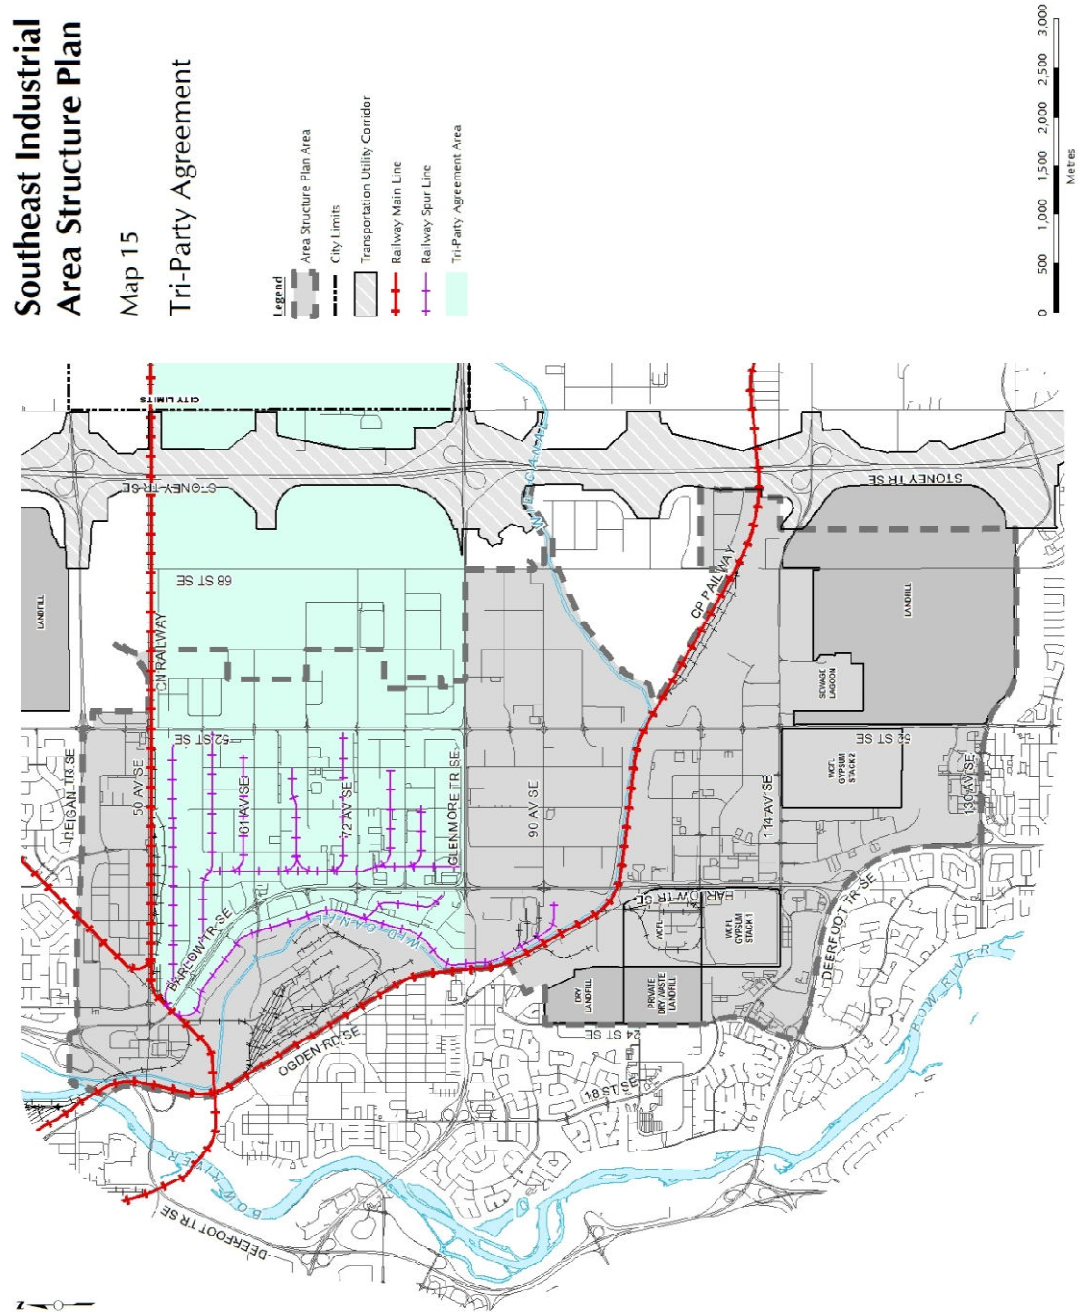 Southeast Industrial
Area Structure Plan
Map 15
Tri-Party Agreement
Legend
Area Structure Plan Area
City Limits
Transportation Utility Corridor
Railway Main Line
Railway Spur Line
Tri-Party Agreement Area
0 500 1,000 1,500 2,000 2,500 3,000
Metres
CITY LIMITS
STONEY TR SE
STONEY TR SE
W I D CANAL
68 ST SE
LANDFILL
CN RAILWAY
CP RAILWAY
LANDFILL
SEWAGE
LAGOON
52 ST SE
52 ST SE
PEIGAN TR SE
50 AV SE
61 AV SE
72 AV SE
GLENMORE TR SE
90 AV SE
114 AV SE
130 AV SE
WCFL
GYPSUM
STACK 2
BARLOW TR SE
BARLOW TR SE
W I D CANAL
WCFL
WCFL
GYPSUM
STACK 1
DRY
LANDFILL
PRIVATE
DRY WASTE
LANDFILL
DEERFOOT TR SE
BOW RIVER
24 ST SE
OGDEN RD SE
18 ST SE
BOW RIVER
DEERFOOT TR SE
N